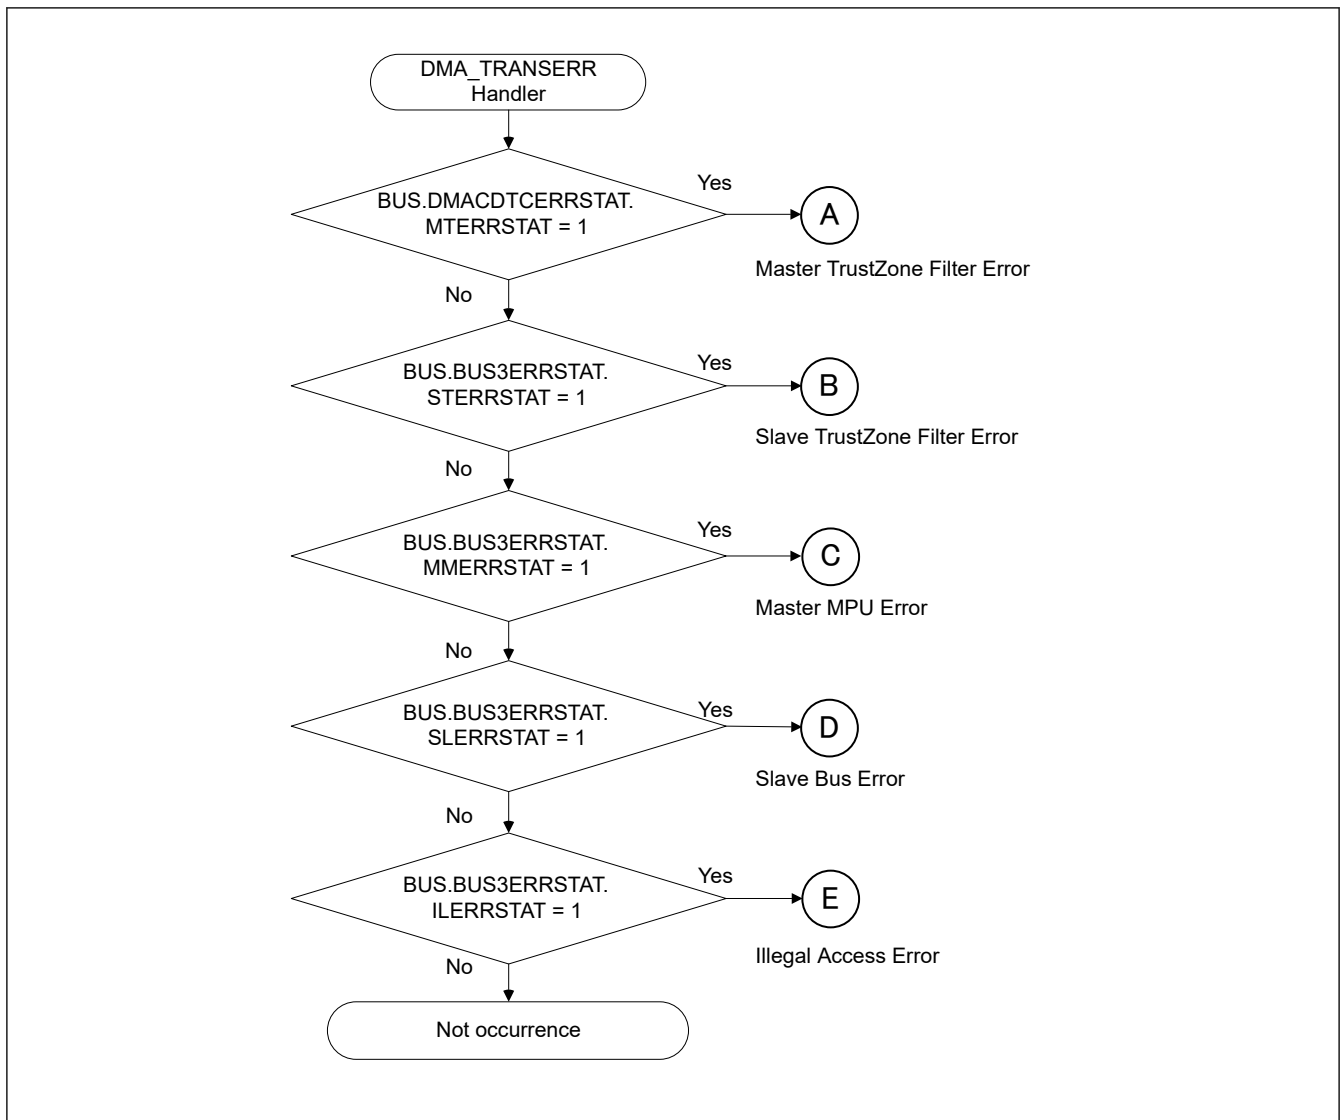 DMA_TRANSERR
Handler
BUS.DMACDTCERRSTAT.
MTERRSTAT = 1
Yes
A
Master TrustZone Filter Error
No
BUS.BUS3ERRSTAT.
STERRSTAT = 1
Yes
B
Slave TrustZone Filter Error
No
BUS.BUS3ERRSTAT.
MMERRSTAT = 1
Yes
C
Master MPU Error
No
BUS.BUS3ERRSTAT.
SLERRSTAT = 1
Yes
D
Slave Bus Error
No
BUS.BUS3ERRSTAT.
ILERRSTAT = 1
Yes
E
Illegal Access Error
No
Not occurrence